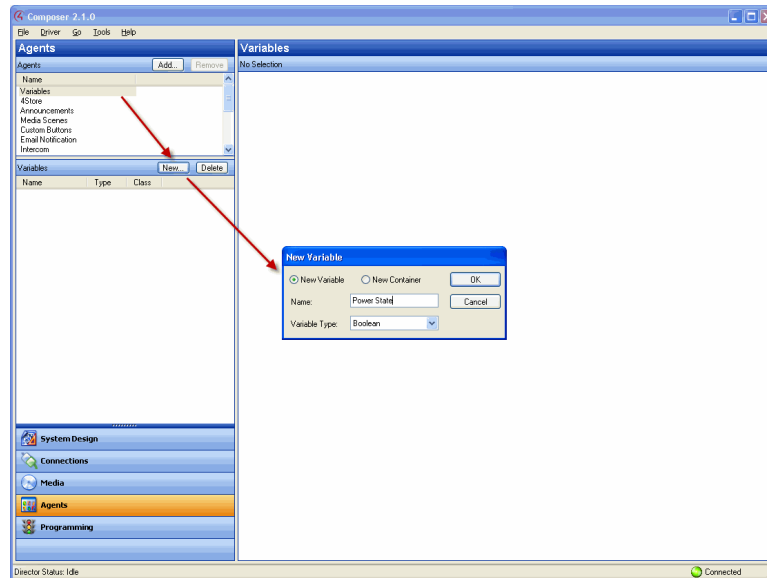 Composer 2.1.0
File Driver Go Tools Help
Agents
Agents Add... Remove
Name
Variables
4Store
Announcements
Media Scenes
Custom Buttons
Email Notification
Intercom
Variables New... Delete
Name Type Class
Variables
No Selection
New Variable
New Variable New Container OK
Name: Power State Cancel
Variable Type: Boolean
System Design
Connections
Media
Agents
Programming
Director Status: Idle Connected